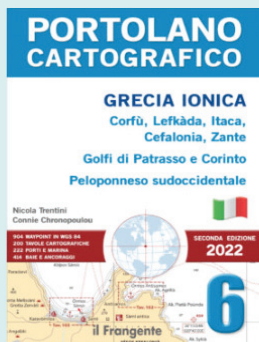 PORTOLANO
CARTOGRAFICO
GRECIA IONICA
Corfù, Lefkàda, Itaca,
Cefalonia, Zante
Golfi di Patrasso e Corinto
Peloponneso sudoccidentale
Nicola Trentini
Connie Chronopoulou
904 WAYPOINT IN WGS 84
200 TAVOLE CARTOGRAFICHE
222 PORTI E MARINA
414 BAIE E ANCORAGGI
SECONDA EDIZIONE
2022
6
il Frangente